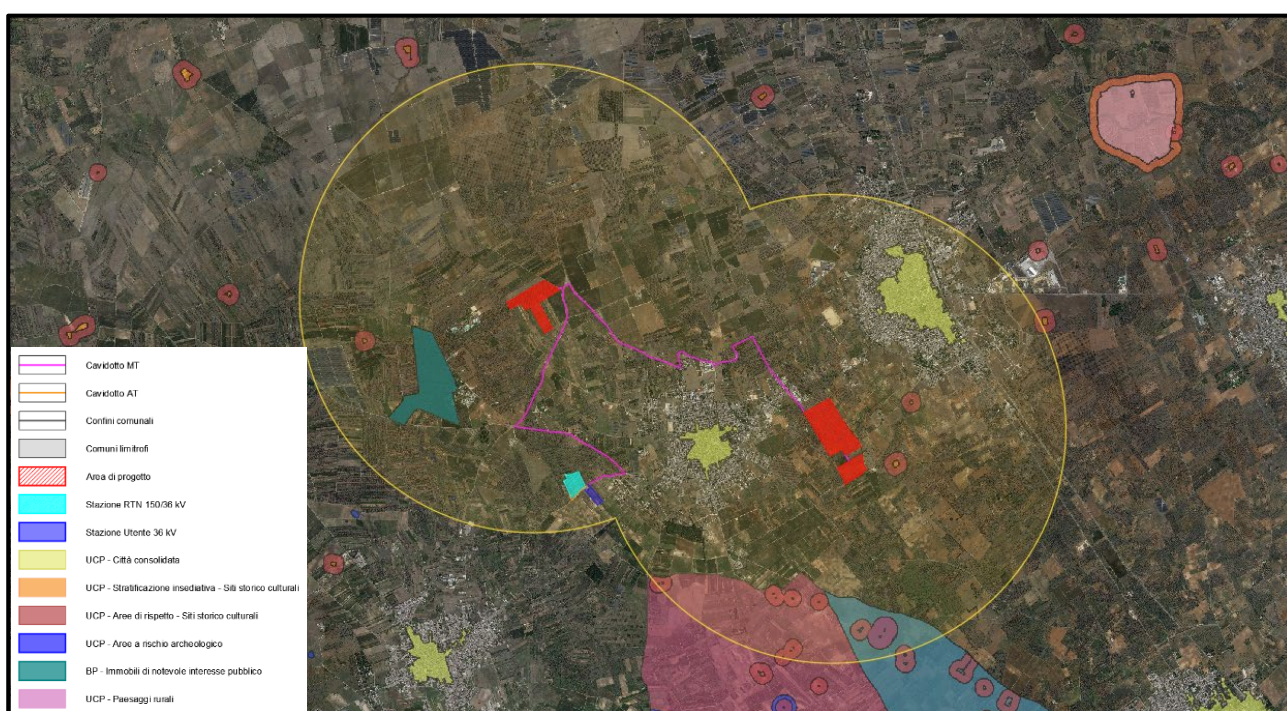 Cavidotto MT
Cavidotto AT
Confini comunali
Comuni limitrofi
Area di progetto
Stazione RTN 150/36 kV
Stazione Utente 36 kV
UCP - Città consolidata
UCP - Stratificazione insediativa - Siti storico culturali
UCP - Aree di rispetto - Siti storico culturali
UCP - Aree a rischio archeologico
BP - Immobili di notevole interesse pubblico
UCP - Paesaggi rurali